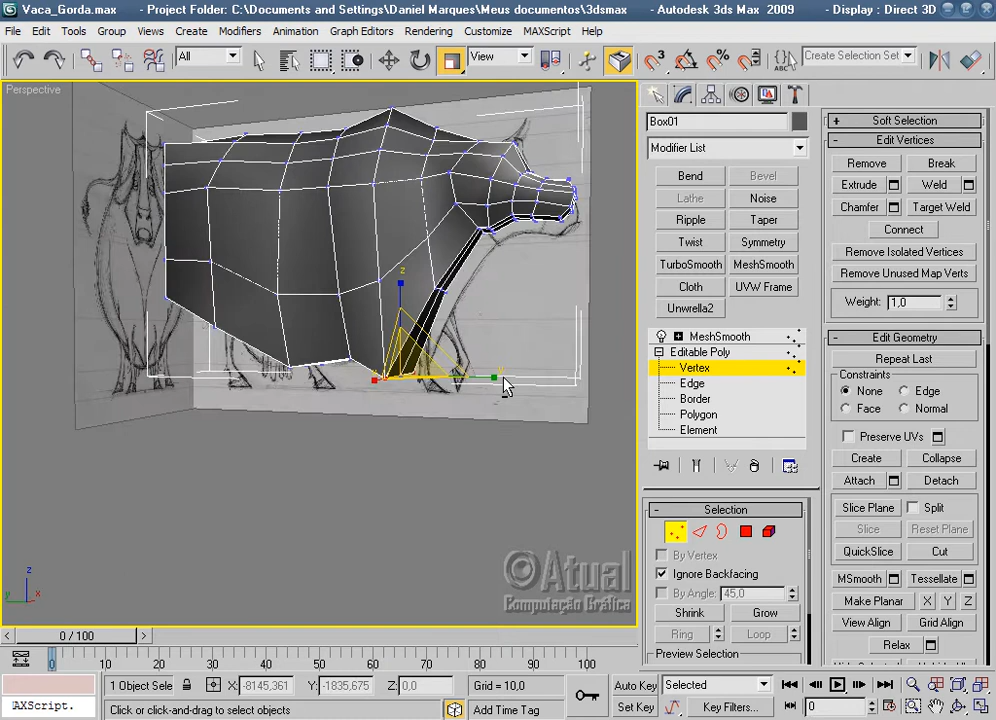 Vaca_Gorda.max - Project Folder: C:\Documents and Settings\Daniel Marques\Meus documentos\3dsmax - Autodesk 3ds Max 2009 - Display : Direct 3D
File Edit Tools Group Views Create Modifiers Animation Graph Editors Rendering Customize MAXScript Help
All View Create Selection Set
Perspective
Box01
Modifier List
Bend Bevel
Lathe Noise
Ripple Taper
Twist Symmetry
TurboSmooth MeshSmooth
Cloth UVW Frame
Unwrella2
MeshSmooth
Editable Poly
Vertex
Edge
Border
Polygon
Element
- Selection
By Vertex
Ignore Backfacing
By Angle: 45,0
Shrink Grow
Ring Loop
Preview Selection
+ Soft Selection
- Edit Vertices
Remove Break
Extrude Weld
Chamfer Target Weld
Connect
Remove Isolated Vertices
Remove Unused Map Verts
Weight: 1,0
- Edit Geometry
Repeat Last
Constraints
None Edge
Face Normal
Preserve UVs
Create Collapse
Attach Detach
Slice Plane Split
Slice Reset Plane
QuickSlice Cut
MSmooth Tessellate
Make Planar X Y Z
View Align Grid Align
Relax
z
©Atual
Computação Gráfica
z
y x
< 0 / 100 >
0 10 20 30 40 50 60 70 80 90 100
1 Object Sele X: -8145,361 Y: -1835,675 Z: 0,0 Grid = 10,0 Auto Key Selected
MAXScript. Click or click-and-drag to select objects Add Time Tag Set Key Key Filters... 0